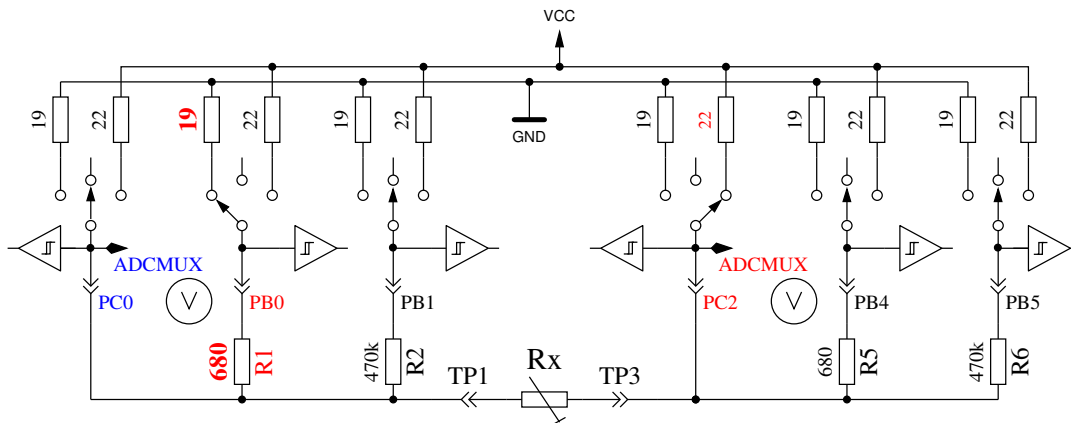 VCC
19
22
19
22
19
22
GND
22
19
22
19
22
ADCMUX
ADCMUX
PC0
V
PB0
PB1
PC2
V
PB4
PB5
680
R1
470k
R2
TP1
Rx
TP3
680
R5
470k
R6